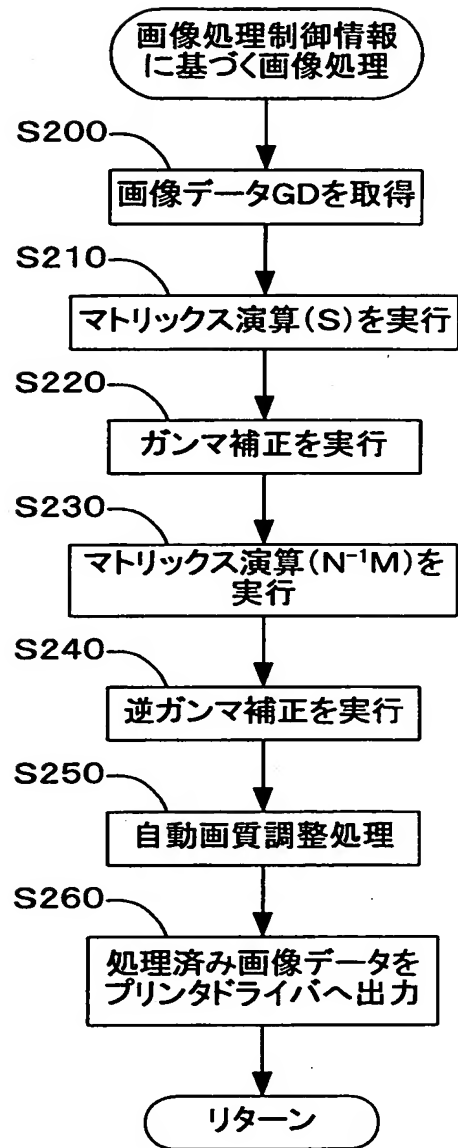 画像処理制御情報
に基づく画像処理
S200
画像データGDを取得
S210
マトリックス演算(S)を実行
S220
ガンマ補正を実行
S230
マトリックス演算(N⁻¹M)を
実行
S240
逆ガンマ補正を実行
S250
自動画質調整処理
S260
処理済み画像データを
プリンタドライバへ出力
リターン